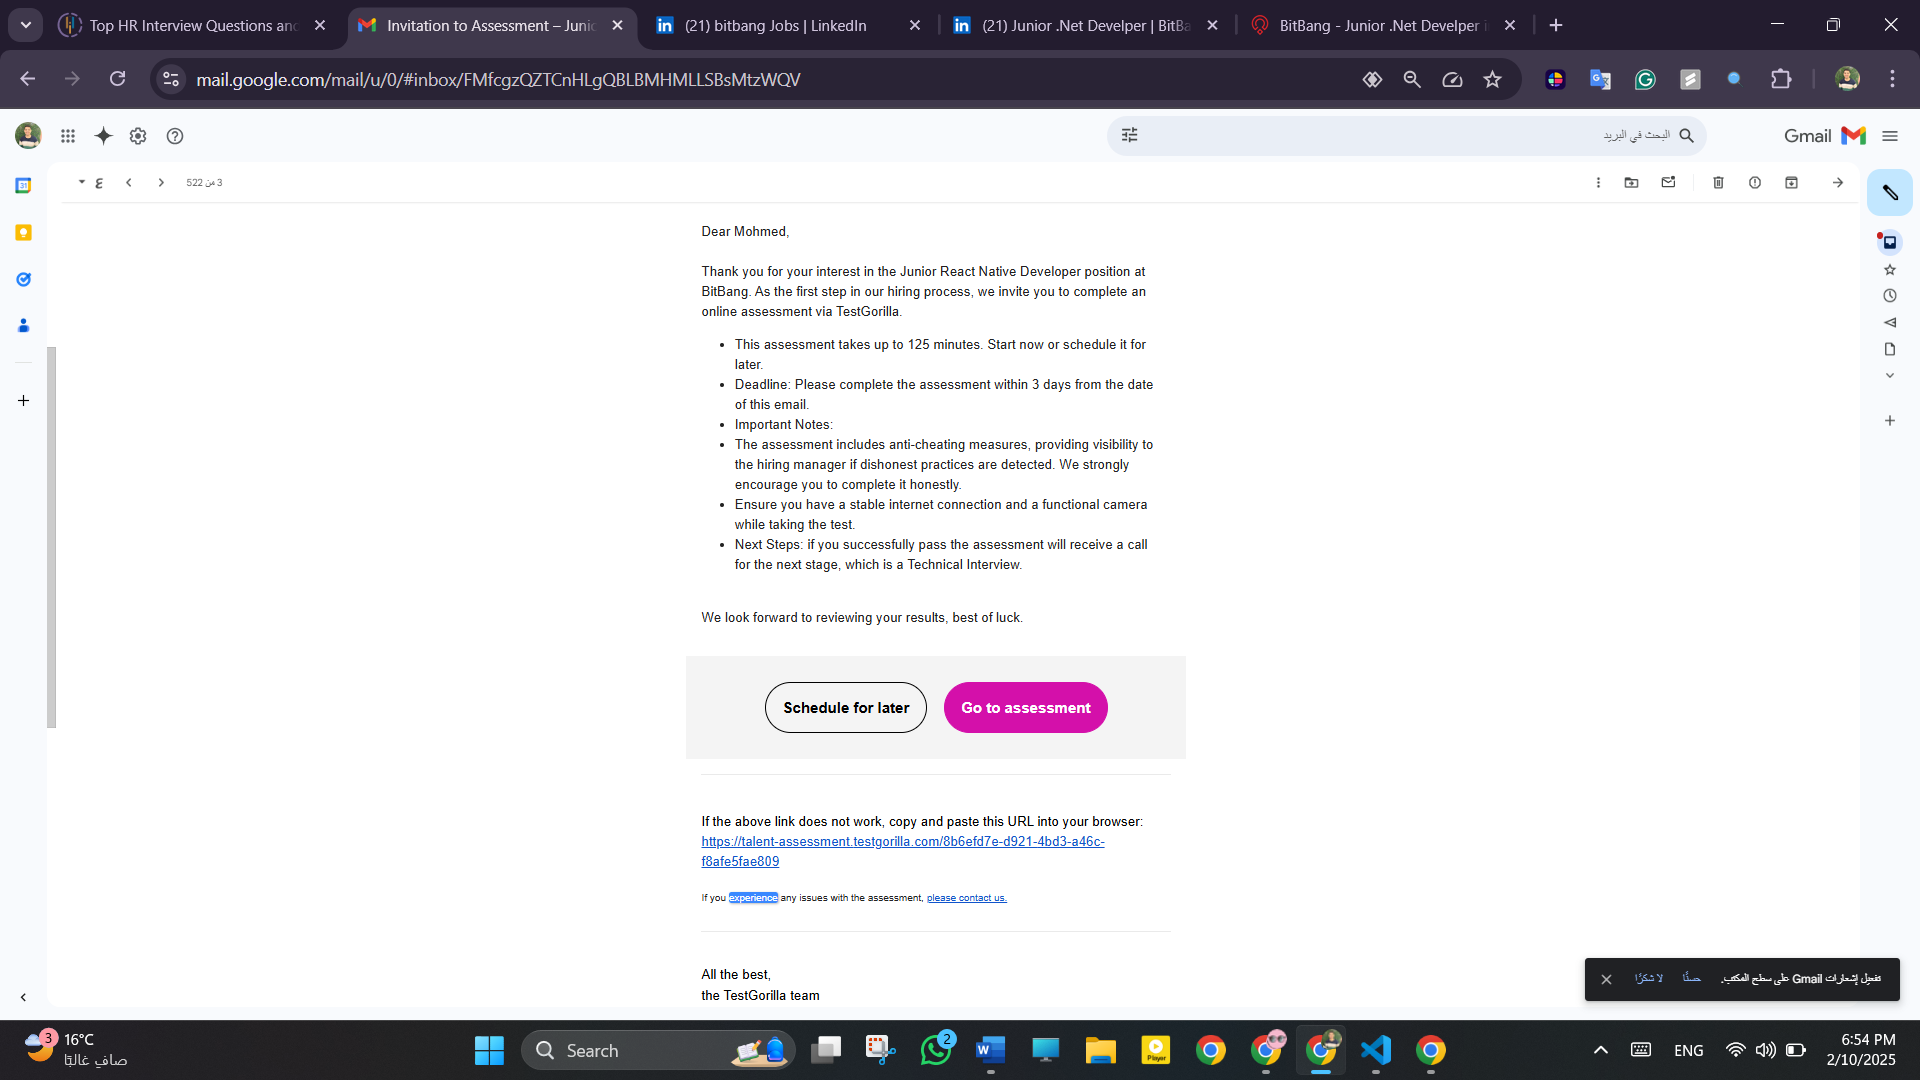 Top HR Interview Questions and
Invitation to Assessment – Junio
(21) bitbang Jobs | LinkedIn
(21) Junior .Net Develper | BitBa
BitBang - Junior .Net Develper i
mail.google.com/mail/u/0/#inbox/FMfcgzQZTCnHLgQBLBMHMLLSBsMtzWQV
البحث في البريد
Gmail
ع
3 من 522
Dear Mohmed,
Thank you for your interest in the Junior React Native Developer position at
BitBang. As the first step in our hiring process, we invite you to complete an
online assessment via TestGorilla.
• This assessment takes up to 125 minutes. Start now or schedule it for
later.
• Deadline: Please complete the assessment within 3 days from the date
of this email.
• Important Notes:
• The assessment includes anti-cheating measures, providing visibility to
the hiring manager if dishonest practices are detected. We strongly
encourage you to complete it honestly.
• Ensure you have a stable internet connection and a functional camera
while taking the test.
• Next Steps: if you successfully pass the assessment will receive a call
for the next stage, which is a Technical Interview.
We look forward to reviewing your results, best of luck.
Schedule for later
Go to assessment
If the above link does not work, copy and paste this URL into your browser:
https://talent-assessment.testgorilla.com/8b6efd7e-d921-4bd3-a46c-
f8afe5fae809
If you experience any issues with the assessment, please contact us.
All the best,
the TestGorilla team
تفعيل إشعارات Gmail على سطح المكتب.
حسنًا
لا شكرًا
3
16°C
صافٍ غالبًا
Search
2
Player
ENG
6:54 PM
2/10/2025